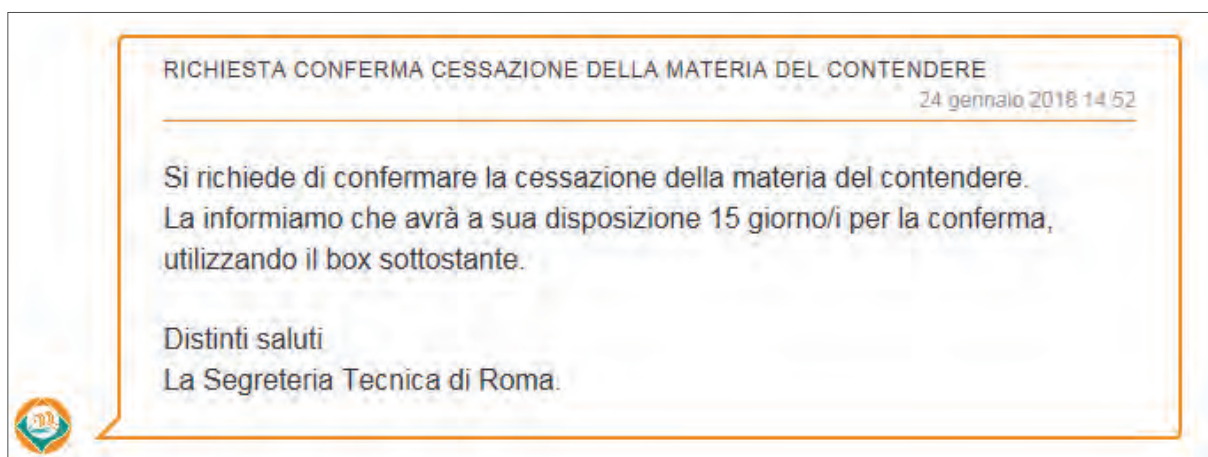 RICHIESTA CONFERMA CESSAZIONE DELLA MATERIA DEL CONTENDERE
24 gennaio 2018 14:52
Si richiede di confermare la cessazione della materia del contendere.
La informiamo che avrà a sua disposizione 15 giorno/i per la conferma,
utilizzando il box sottostante.
Distinti saluti
La Segreteria Tecnica di Roma.